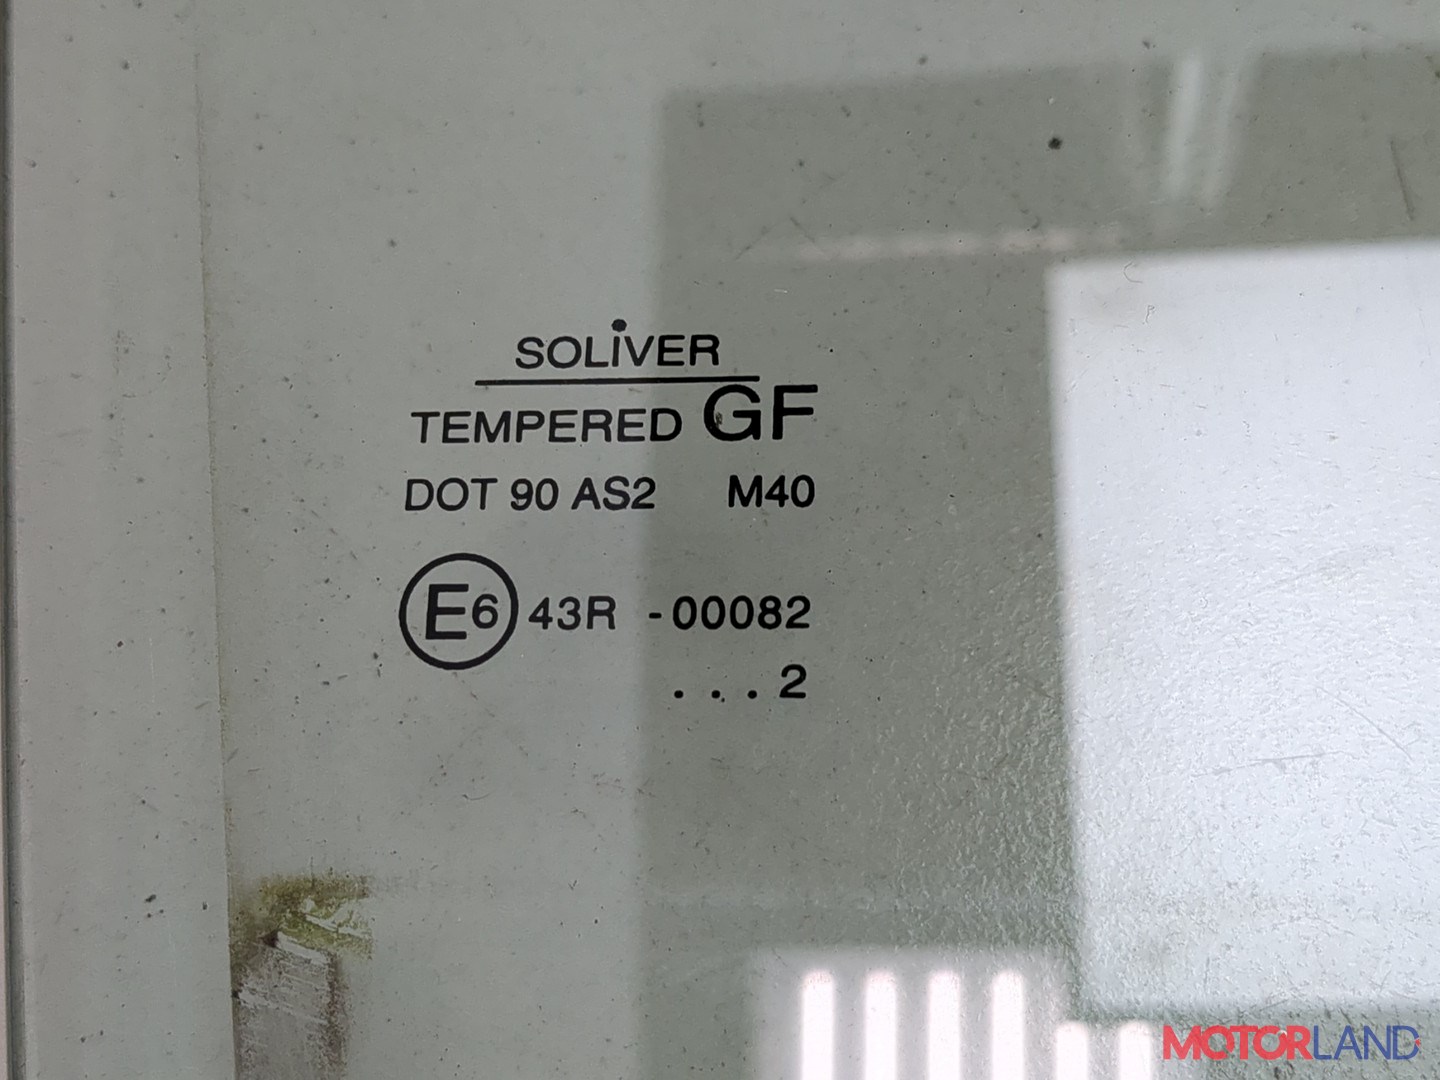 SOLiVER
TEMPERED GF
DOT 90 AS2 M40
E6 43R -00082
. . . 2
MOTORLAND